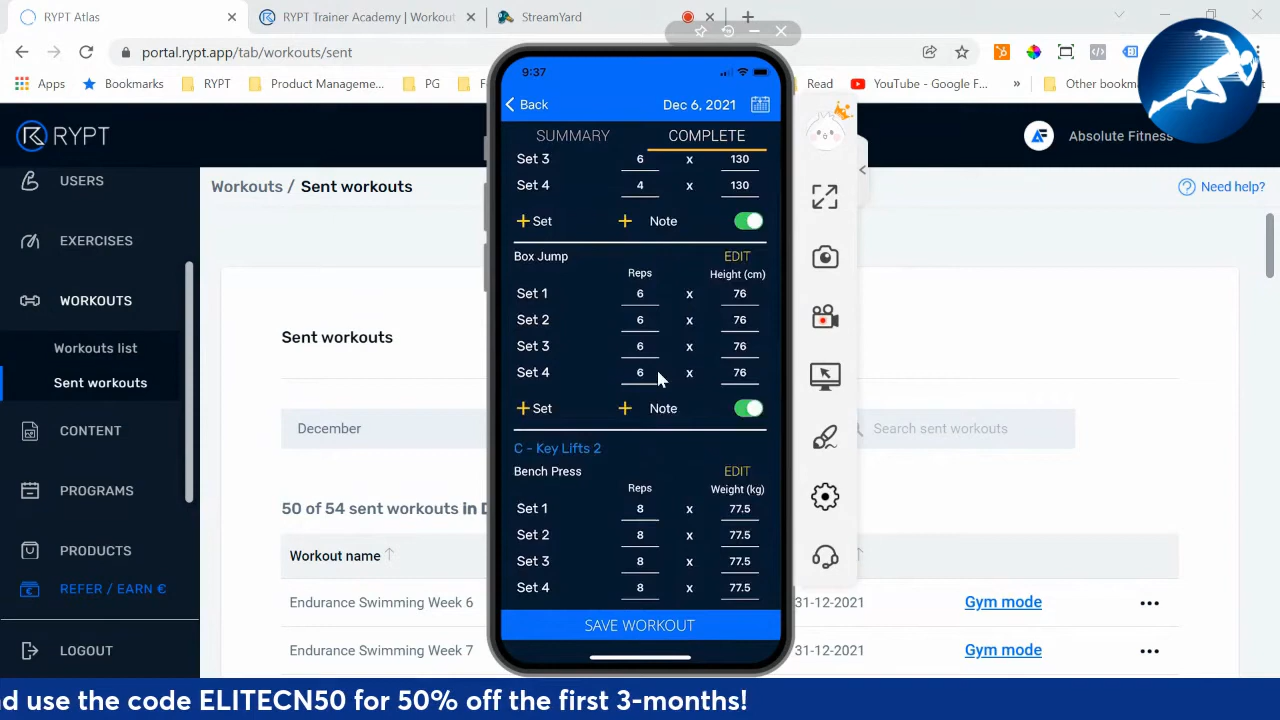 RYPT Atlas
RYPT Trainer Academy | Workout
StreamYard
portal.rypt.app/tab/workouts/sent
Apps
Bookmarks
RYPT
Product Manageme...
PG
Read
YouTube - Google F...
»
Other bookm
RYPT
Absolute Fitness
USERS
EXERCISES
WORKOUTS
Workouts list
Sent workouts
CONTENT
PROGRAMS
PRODUCTS
REFER / EARN €
LOGOUT
Workouts / Sent workouts
Need help?
Sent workouts
December
Search sent workouts
50 of 54 sent workouts in D
Workout name
Endurance Swimming Week 6
31-12-2021
Gym mode
Endurance Swimming Week 7
31-12-2021
Gym mode
9:37
Back
Dec 6, 2021
SUMMARY
COMPLETE
Set 3 6 x 130
Set 4 4 x 130
+ Set + Note
Box Jump EDIT
Reps Height (cm)
Set 1 6 x 76
Set 2 6 x 76
Set 3 6 x 76
Set 4 6 x 76
+ Set + Note
C - Key Lifts 2
Bench Press EDIT
Reps Weight (kg)
Set 1 8 x 77.5
Set 2 8 x 77.5
Set 3 8 x 77.5
Set 4 8 x 77.5
SAVE WORKOUT
nd use the code ELITECN50 for 50% off the first 3-months!